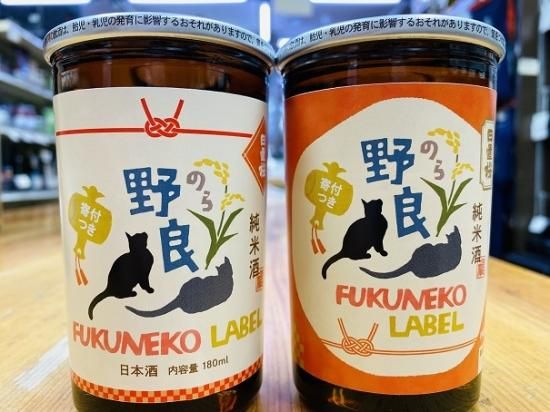 胎児・乳児の発育に影響するおそれがありますので、
野良
のら
寄付
つき
純米酒
FUKUNEKO LABEL
日本酒 内容量 180ml
胎児・乳児の発育に影響するおそれがありますので、
野良
のら
寄付
つき
純米酒
FUKUNEKO
LABEL